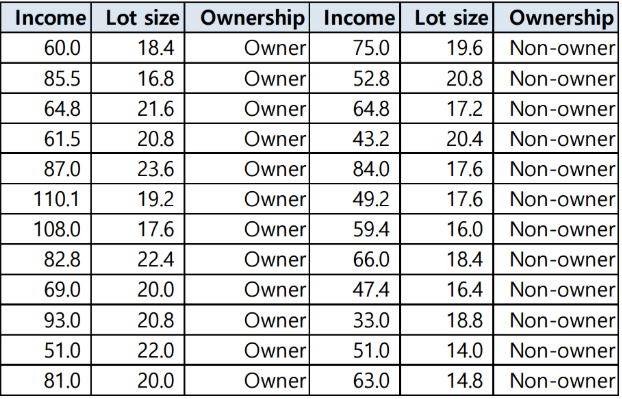 Income Lot size Ownership Income Lot size Ownership
60.0 18.4 Owner 75.0 19.6 Non-owner
85.5 16.8 Owner 52.8 20.8 Non-owner
64.8 21.6 Owner 64.8 17.2 Non-owner
61.5 20.8 Owner 43.2 20.4 Non-owner
87.0 23.6 Owner 84.0 17.6 Non-owner
110.1 19.2 Owner 49.2 17.6 Non-owner
108.0 17.6 Owner 59.4 16.0 Non-owner
82.8 22.4 Owner 66.0 18.4 Non-owner
69.0 20.0 Owner 47.4 16.4 Non-owner
93.0 20.8 Owner 33.0 18.8 Non-owner
51.0 22.0 Owner 51.0 14.0 Non-owner
81.0 20.0 Owner 63.0 14.8 Non-owner